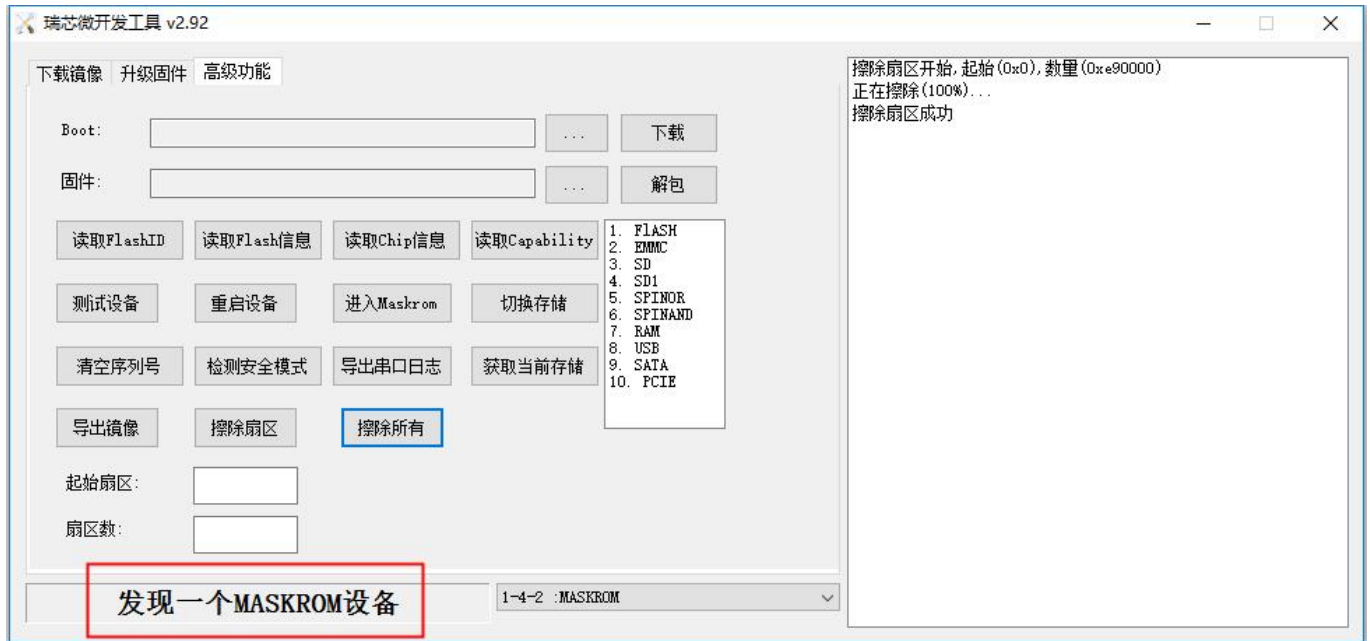 瑞芯微开发工具 v2.92
下载镜像 升级固件 高级功能
Boot: ... 下载
固件: ... 解包
读取FlashID 读取Flash信息 读取Chip信息 读取Capability
测试设备 重启设备 进入Maskrom 切换存储
清空序列号 检测安全模式 导出串口日志 获取当前存储
导出镜像 擦除扇区 擦除所有
1. FlASH
2. EMMC
3. SD
4. SD1
5. SPINOR
6. SPINAND
7. RAM
8. USB
9. SATA
10. PCIE
起始扇区:
扇区数:
发现一个MASKROM设备
1-4-2 :MASKROM
擦除扇区开始,起始(0x0),数量(0xe90000)
正在擦除(100%)...
擦除扇区成功